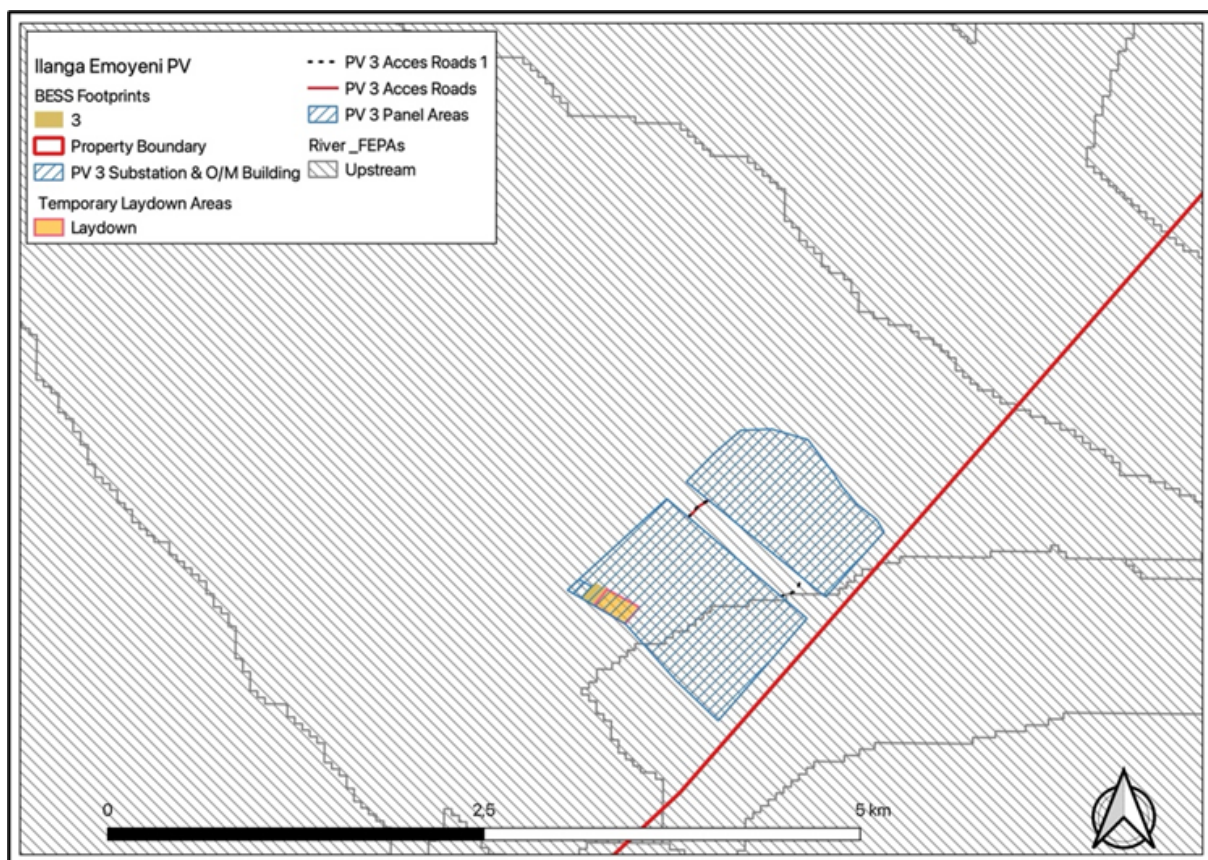 Ilanga Emoyeni PV
BESS Footprints
3
Property Boundary
PV 3 Substation & O/M Building
Temporary Laydown Areas
Laydown
PV 3 Acces Roads 1
PV 3 Acces Roads
PV 3 Panel Areas
River _FEPAs
Upstream
0
2,5
5 km